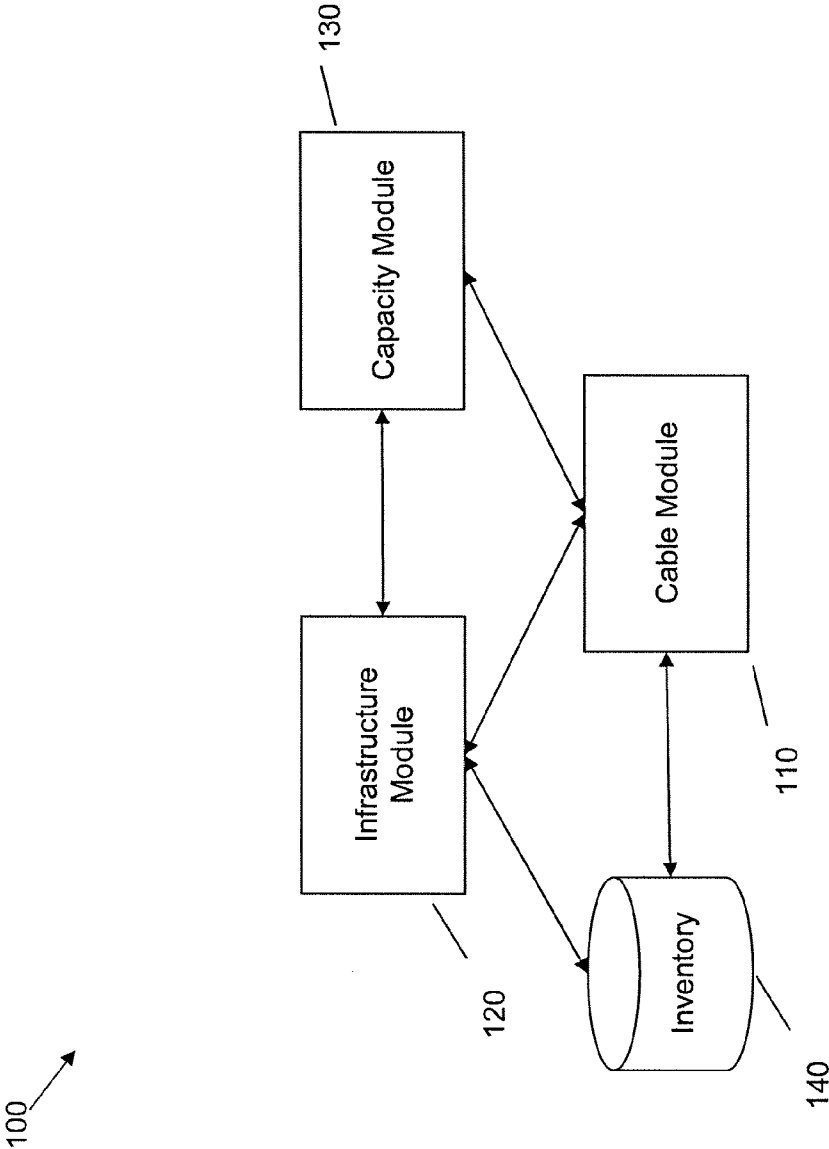 100
Infrastructure
Module
120
Capacity Module
130
Inventory
140
Cable Module
110